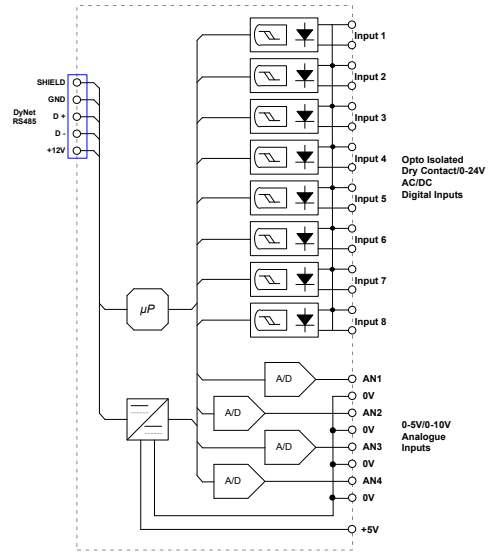 SHIELD
GND
D +
D -
+12V
DyNet
RS485
µP
Input 1
Input 2
Input 3
Input 4
Input 5
Input 6
Input 7
Input 8
Opto Isolated
Dry Contact/0-24V
AC/DC
Digital Inputs
A/D
A/D
A/D
A/D
AN1
0V
AN2
0V
AN3
0V
AN4
0V
+5V
0-5V/0-10V
Analogue
Inputs